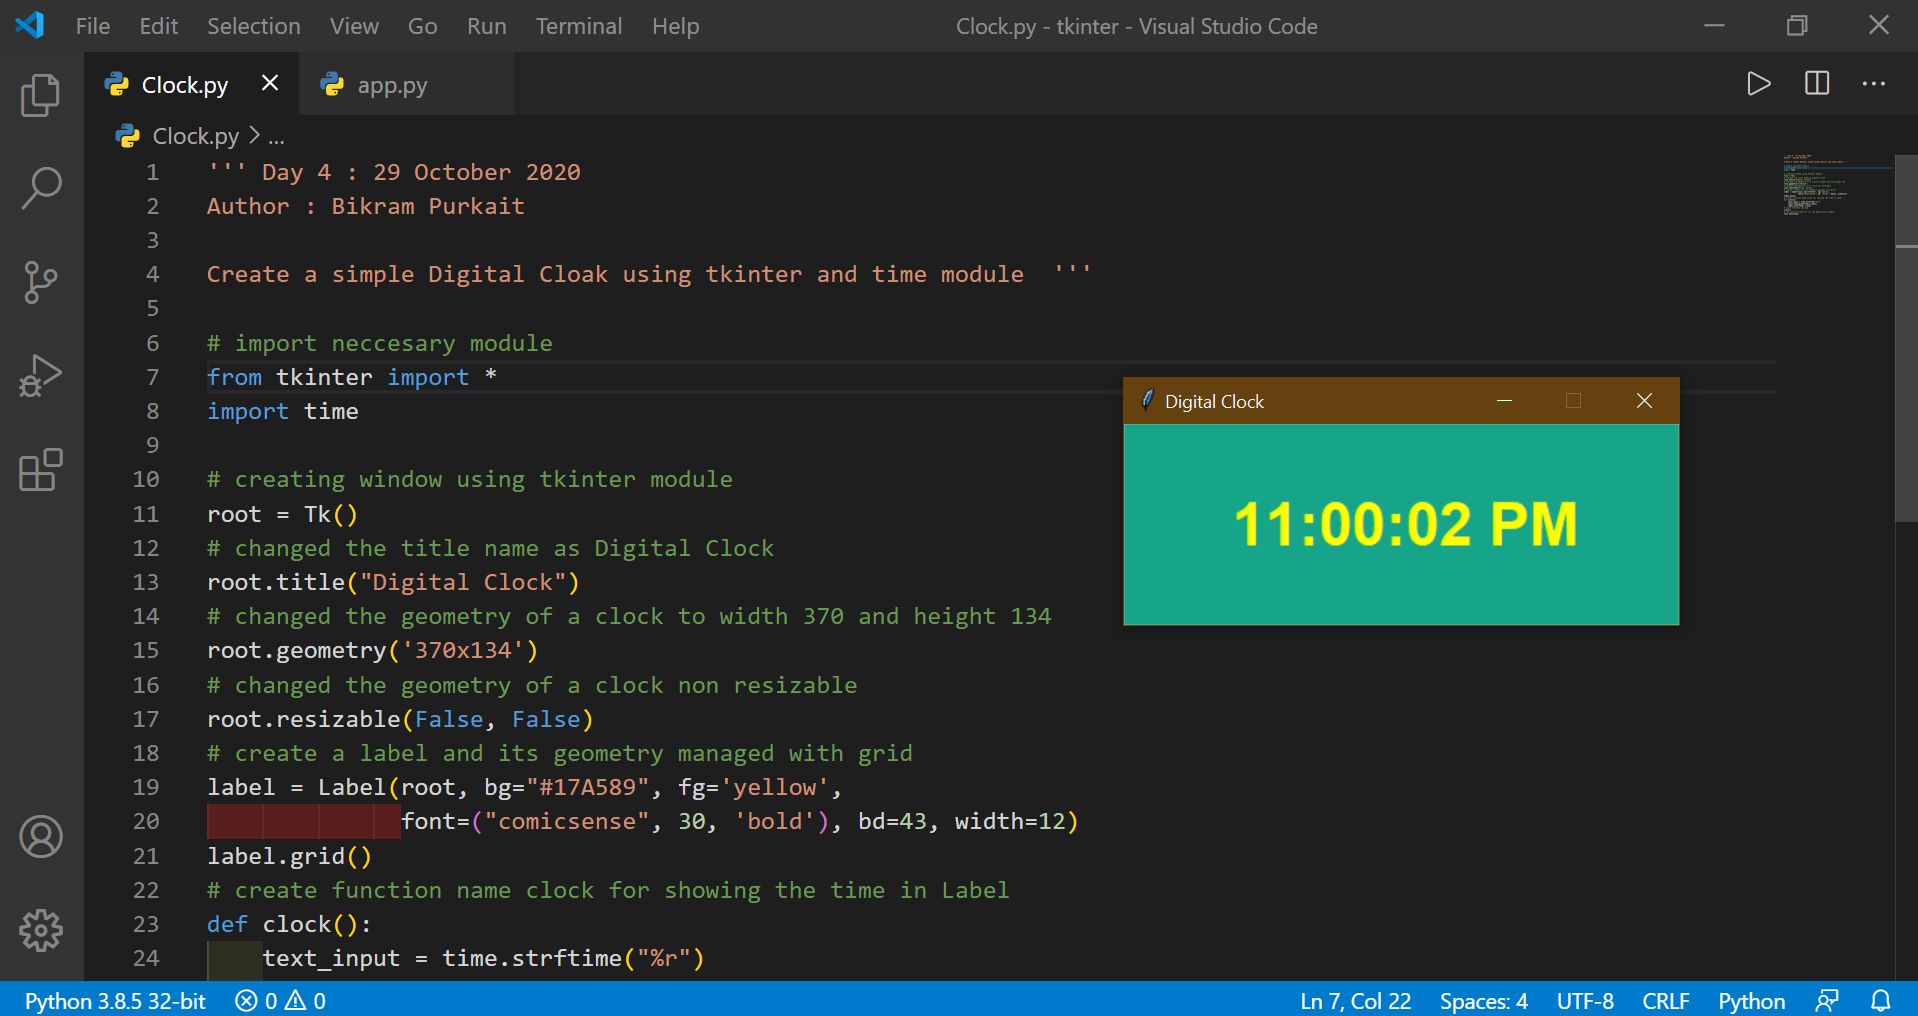 File Edit Selection View Go Run Terminal Help Clock.py - tkinter - Visual Studio Code
Clock.py app.py
Clock.py > ...
1 ''' Day 4 : 29 October 2020
2 Author : Bikram Purkait
3
4 Create a simple Digital Cloak using tkinter and time module  '''
5
6 # import neccesary module
7 from tkinter import *
8 import time
9
10 # creating window using tkinter module
11 root = Tk()
12 # changed the title name as Digital Clock
13 root.title("Digital Clock")
14 # changed the geometry of a clock to width 370 and height 134
15 root.geometry('370x134')
16 # changed the geometry of a clock non resizable
17 root.resizable(False, False)
18 # create a label and its geometry managed with grid
19 label = Label(root, bg="#17A589", fg='yellow',
20               font=("comicsense", 30, 'bold'), bd=43, width=12)
21 label.grid()
22 # create function name clock for showing the time in Label
23 def clock():
24     text_input = time.strftime("%r")
Digital Clock
11:00:02 PM
Python 3.8.5 32-bit 0 0 Ln 7, Col 22 Spaces: 4 UTF-8 CRLF Python